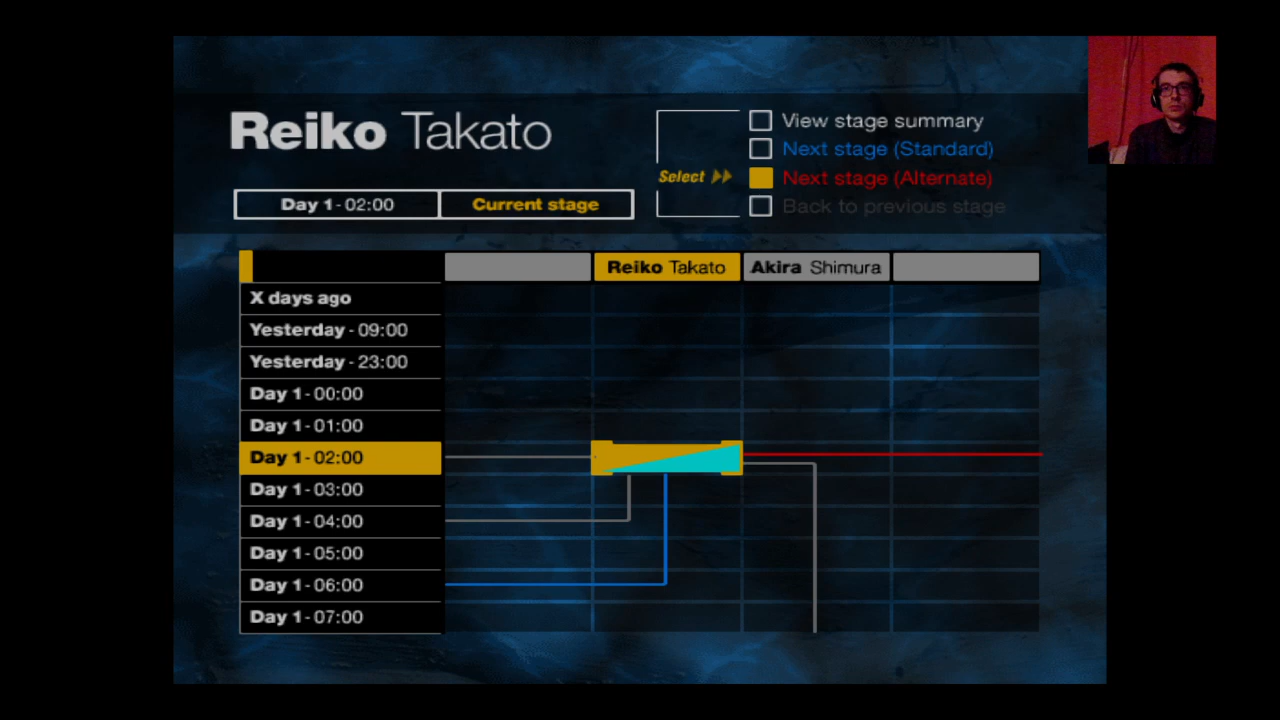 Reiko Takato
Day 1 - 02:00
Current stage
View stage summary
Next stage (Standard)
Select
Next stage (Alternate)
Back to previous stage
Reiko Takato
Akira Shimura
X days ago
Yesterday - 09:00
Yesterday - 23:00
Day 1 - 00:00
Day 1 - 01:00
Day 1 - 02:00
Day 1 - 03:00
Day 1 - 04:00
Day 1 - 05:00
Day 1 - 06:00
Day 1 - 07:00